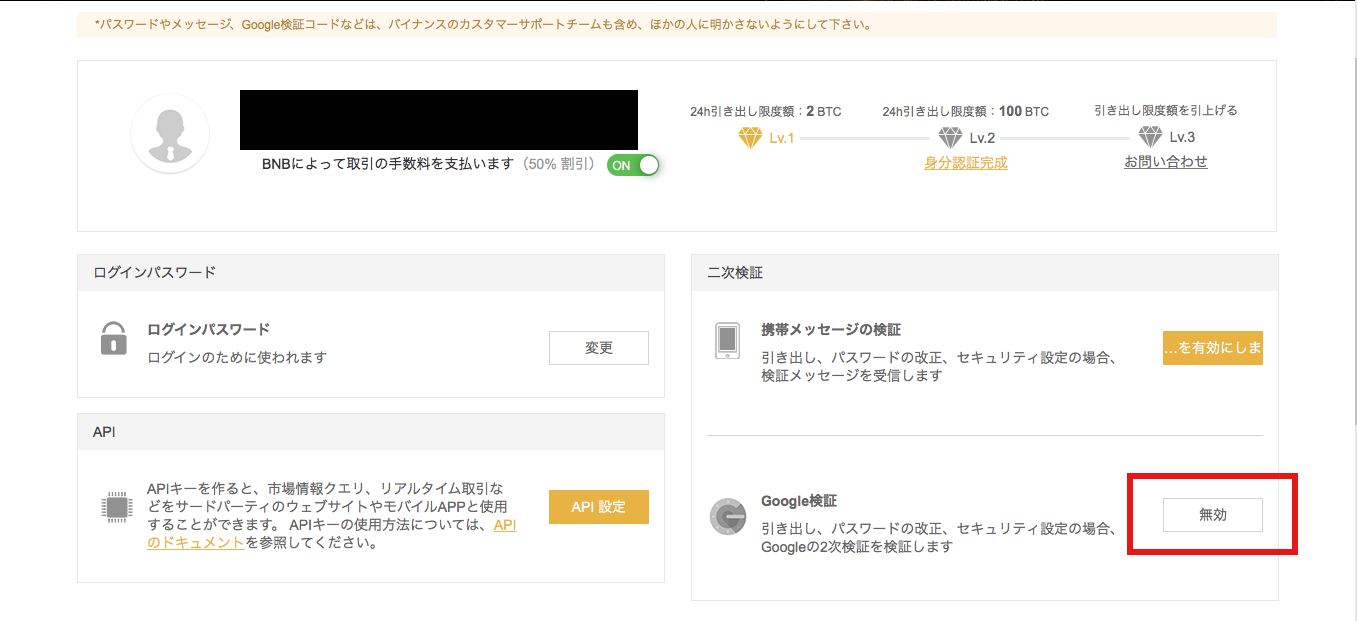 *パスワードやメッセージ、Google検証コードなどは、バイナンスのカスタマーサポートチームも含め、ほかの人に明かさないようにして下さい。
BNBによって取引の手数料を支払います（50% 割引） ON
24h引き出し限度額：2 BTC
Lv.1
24h引き出し限度額：100 BTC
Lv.2
身分認証完成
引き出し限度額を引上げる
Lv.3
お問い合わせ
ログインパスワード
ログインパスワード
ログインのために使われます
変更
API
APIキーを作ると、市場情報クエリ、リアルタイム取引な
どをサードパーティのウェブサイトやモバイルAPPと使用
することができます。 APIキーの使用方法については、API
のドキュメントを参照してください。
API 設定
二次検証
携帯メッセージの検証
引き出し、パスワードの改正、セキュリティ設定の場合、
検証メッセージを受信します
...を有効にしま
Google検証
引き出し、パスワードの改正、セキュリティ設定の場合、
Googleの2次検証を検証します
無効